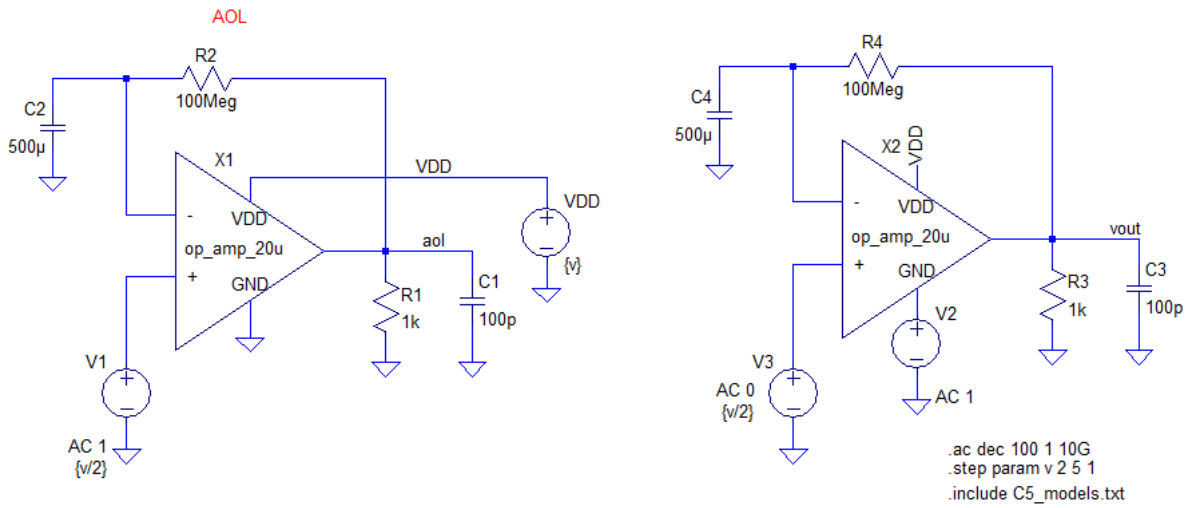 AOL
R2
100Meg
C2
500µ
X1
VDD
VDD
-
VDD
op_amp_20u
+
GND
aol
{v}
R1
1k
C1
100p
V1
AC 1
{v/2}
R4
100Meg
C4
500µ
X2
VDD
-
VDD
op_amp_20u
+
GND
vout
R3
1k
C3
100p
V2
AC 1
V3
AC 0
{v/2}
.ac dec 100 1 10G
.step param v 2 5 1
.include C5_models.txt